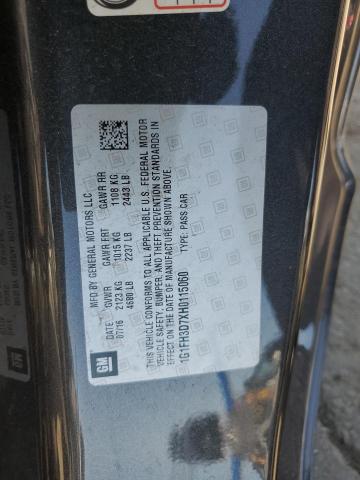 GM
MFD BY GENERAL MOTORS LLC
DATE GVWR GAWR FRT GAWR RR
07/16 2123 KG 1015 KG 1108 KG
4680 LB 2237 LB 2443 LB
THIS VEHICLE CONFORMS TO ALL APPLICABLE U.S. FEDERAL MOTOR
VEHICLE SAFETY, BUMPER, AND THEFT PREVENTION STANDARDS IN
EFFECT ON THE DATE OF MANUFACTURE SHOWN ABOVE.
1G1FH3D7XH0115060 TYPE: PASS CAR